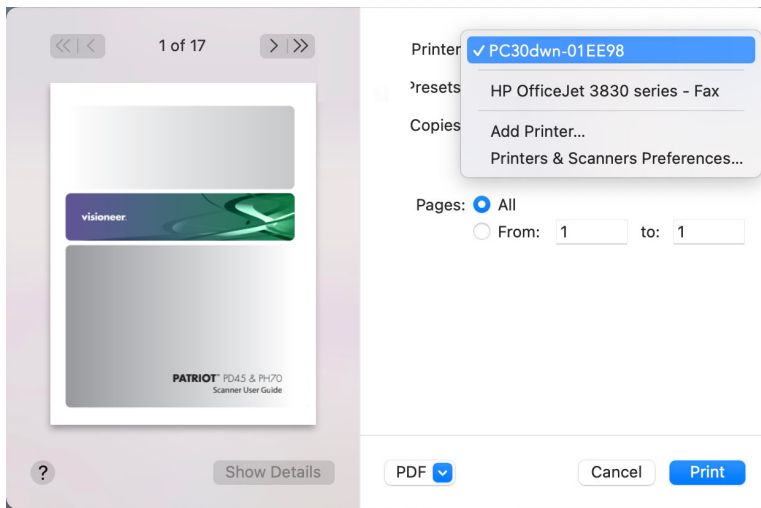 1 of 17
visioneer.
PATRIOT™ PD45 & PH70
Scanner User Guide
?
Show Details
Printer
✓ PC30dwn-01EE98
HP OfficeJet 3830 series - Fax
Add Printer...
Printers & Scanners Preferences...
Presets
Copies
Pages:
All
From: 1 to: 1
PDF
Cancel
Print